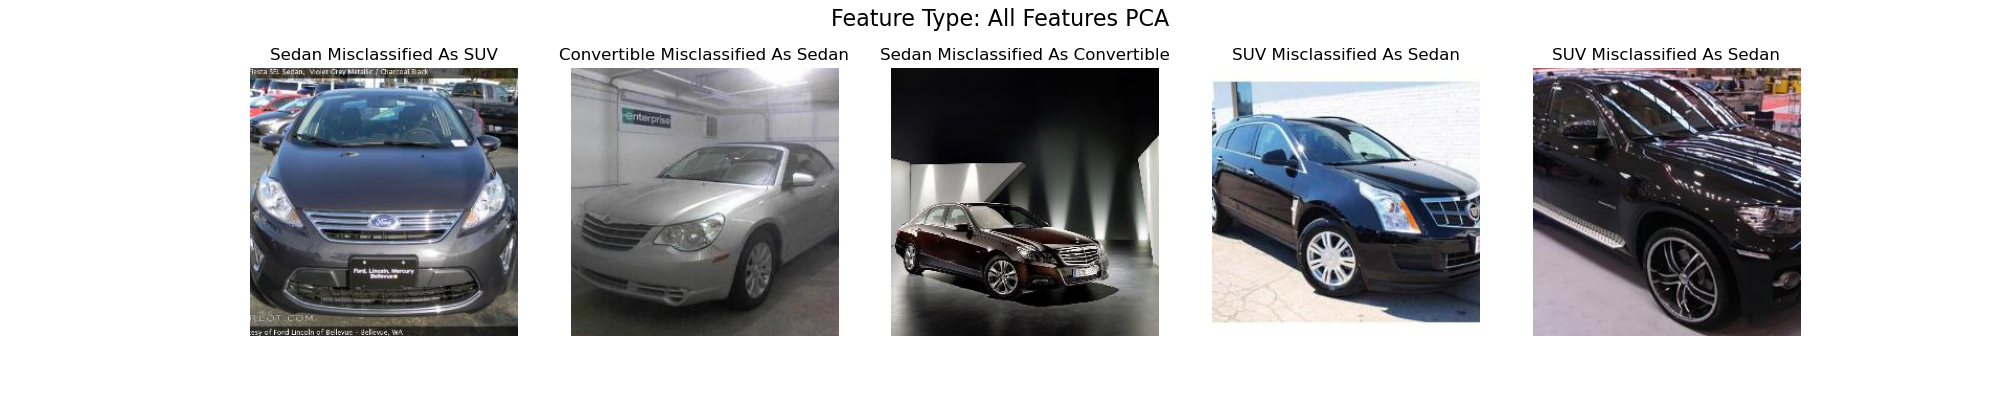 Feature Type: All Features PCA
Sedan Misclassified As SUV
Convertible Misclassified As Sedan
Sedan Misclassified As Convertible
SUV Misclassified As Sedan
SUV Misclassified As Sedan
Fiesta SEL Sedan, Violet Grey Metallic / Charcoal Black
Ford
Ford, Lincoln, Mercury
Bellevue
RLOT.COM
esy of Ford Lincoln of Bellevue - Bellevue, WA
enterprise